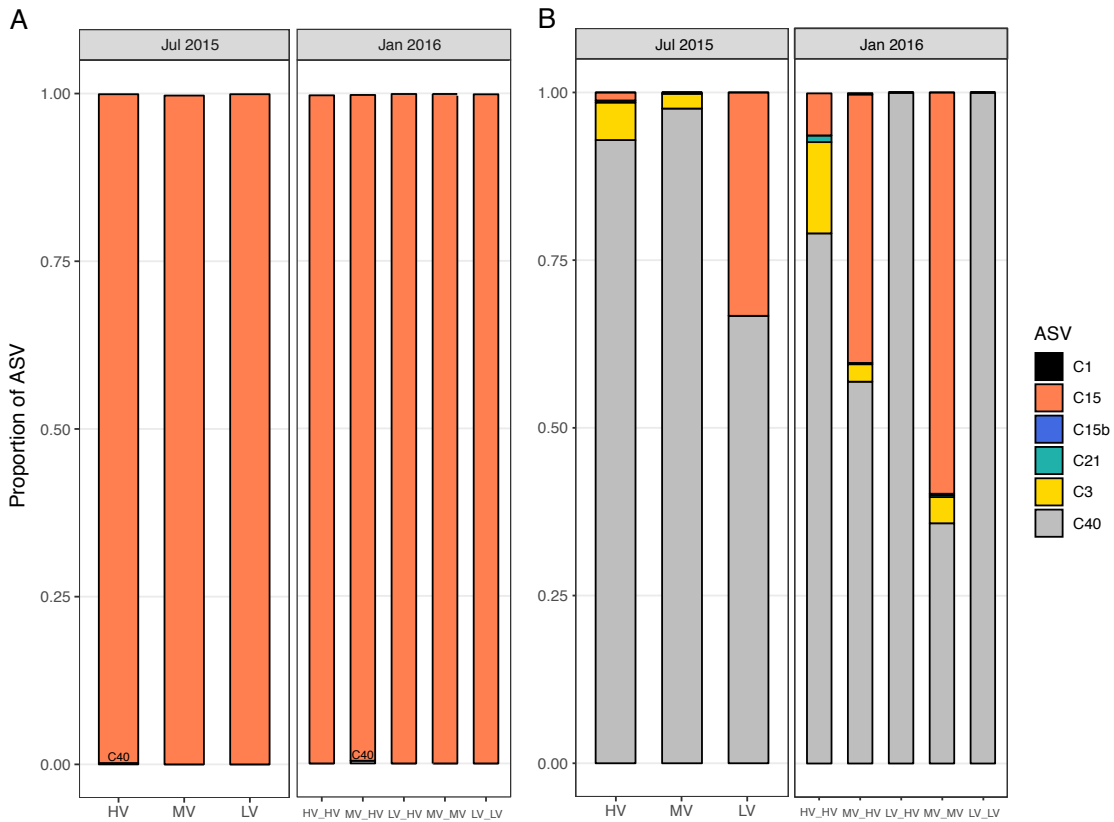 A
Jul 2015
Jan 2016
Proportion of ASV
1.00
0.75
0.50
0.25
0.00
C40
C40
HV
MV
LV
HV_HV
MV_HV
LV_HV
MV_MV
LV_LV
B
Jul 2015
Jan 2016
1.00
0.75
0.50
0.25
0.00
HV
MV
LV
HV_HV
MV_HV
LV_HV
MV_MV
LV_LV
ASV
C1
C15
C15b
C21
C3
C40